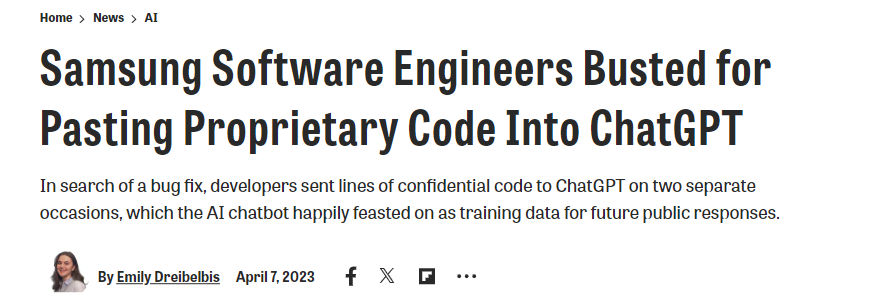 Home > News > AI
Samsung Software Engineers Busted for
Pasting Proprietary Code Into ChatGPT
In search of a bug fix, developers sent lines of confidential code to ChatGPT on two separate
occasions, which the AI chatbot happily feasted on as training data for future public responses.
By Emily Dreibelbis April 7, 2023